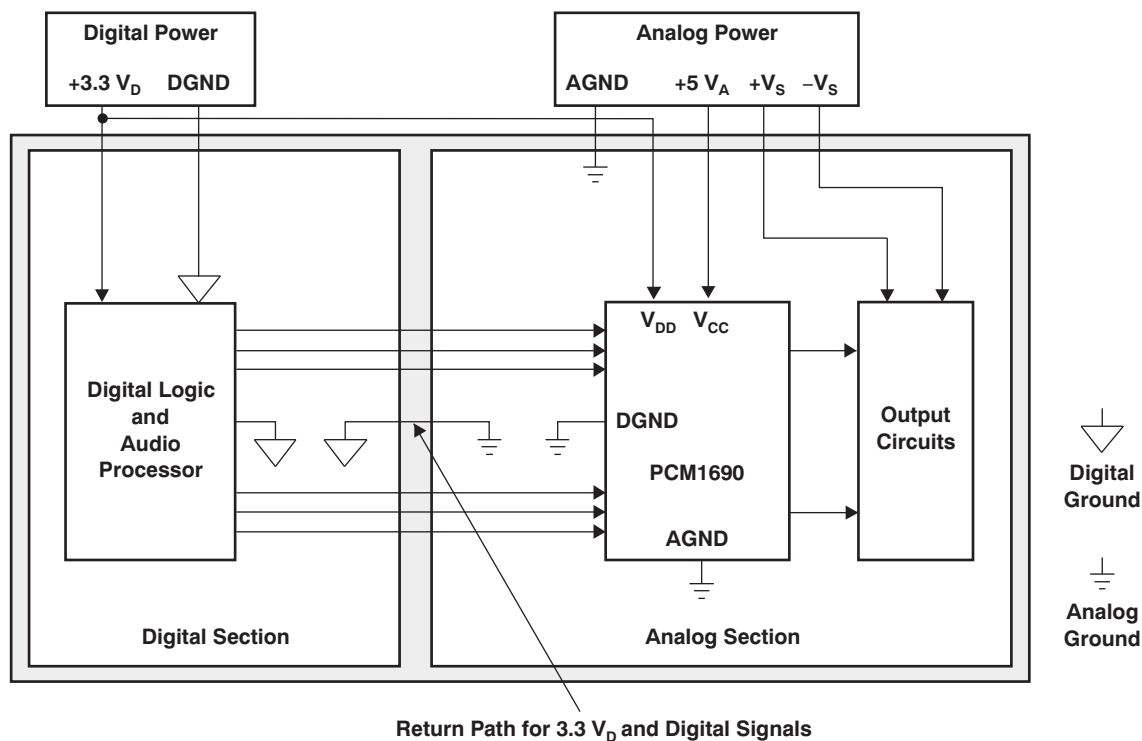 Digital Power
+3.3 V_D DGND
Analog Power
AGND +5 V_A +V_S –V_S
V_DD V_CC
Digital Logic
and
Audio
Processor
DGND
PCM1690
AGND
Output
Circuits
Digital
Ground
Analog
Ground
Digital Section
Analog Section
Return Path for 3.3 V_D and Digital Signals